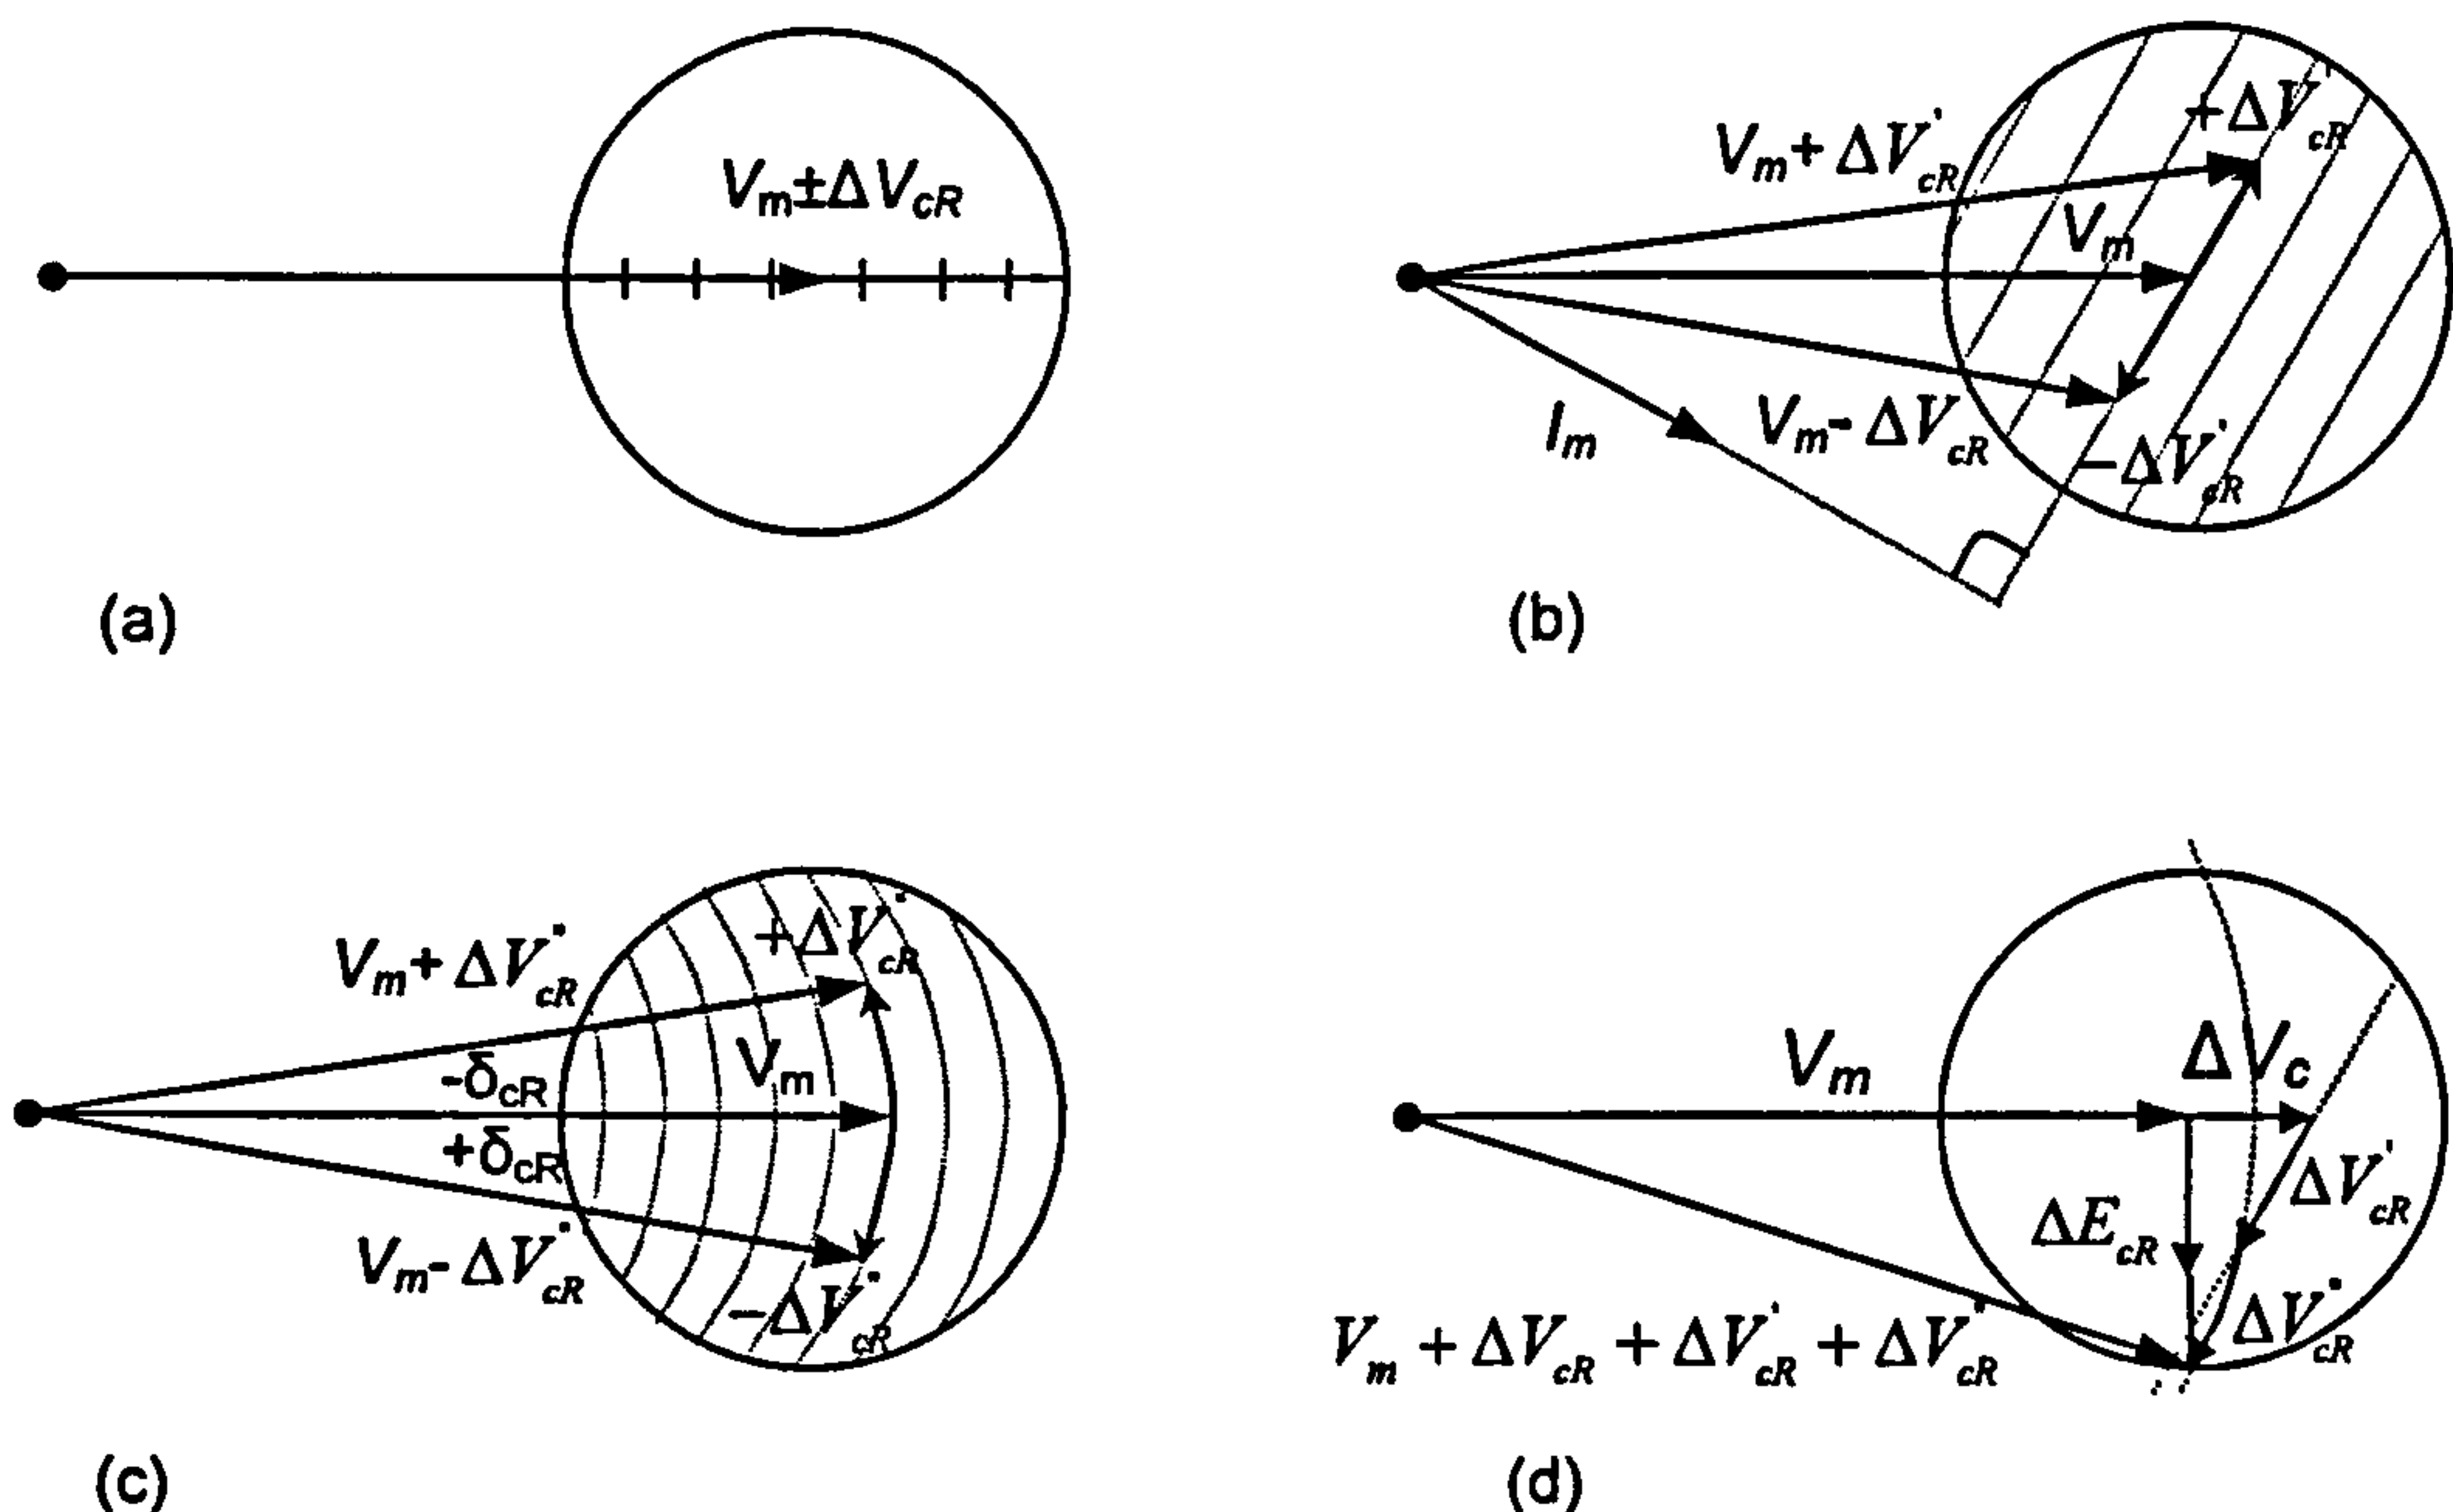 Vm±ΔVcR
(a)
Vm+ΔV'cR
+ΔV'cR
Vm
Im
Vm-ΔV'cR
-ΔV'cR
(b)
Vm+ΔV"cR
+ΔV"cR
Vm
-δcR
+δcR
Vm-ΔV"cR
-ΔV"cR
(c)
Vm
ΔVc
ΔEcR
ΔV'cR
ΔV"cR
Vm + ΔVcR + ΔV'cR + ΔV"cR
(d)